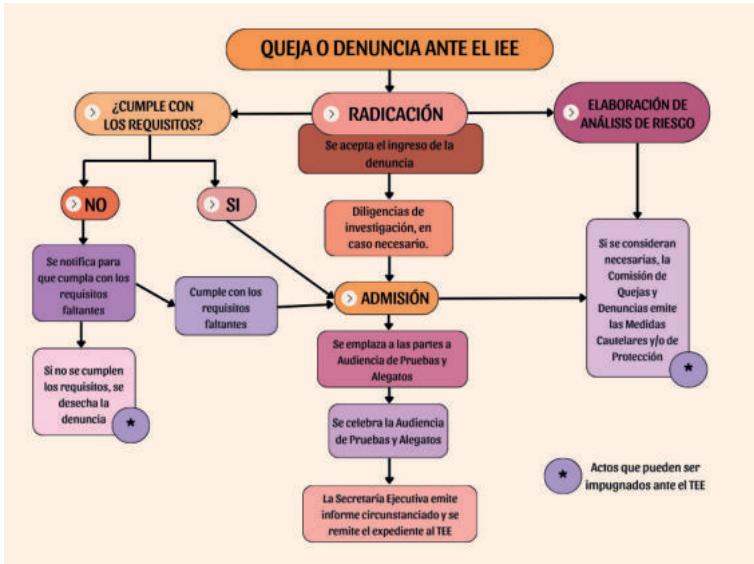 QUEJA O DENUNCIA ANTE EL IEE
¿CUMPLE CON
LOS REQUISITOS?
RADICACIÓN
Se acepta el ingreso de la
denuncia
ELABORACIÓN DE
ANÁLISIS DE RIESGO
NO
SI
Diligencias de
investigación, en
caso necesario.
Se notifica para
que cumpla con los
requisitos
faltantes
Cumple con los
requisitos
faltantes
ADMISIÓN
Si se consideran
necesarias, la
Comisión de
Quejas y
Denuncias emite
las Medidas
Cautelares y/o de
Protección
*
Si no se cumplen
los requisitos, se
desecha la
denuncia
*
Se emplaza a las partes a
Audiencia de Pruebas y
Alegatos
Se celebra la Audiencia
de Pruebas y Alegatos
La Secretaría Ejecutiva emite
informe circunstanciado y se
remite el expediente al TEE
*
Actos que pueden ser
impugnados ante el TEE